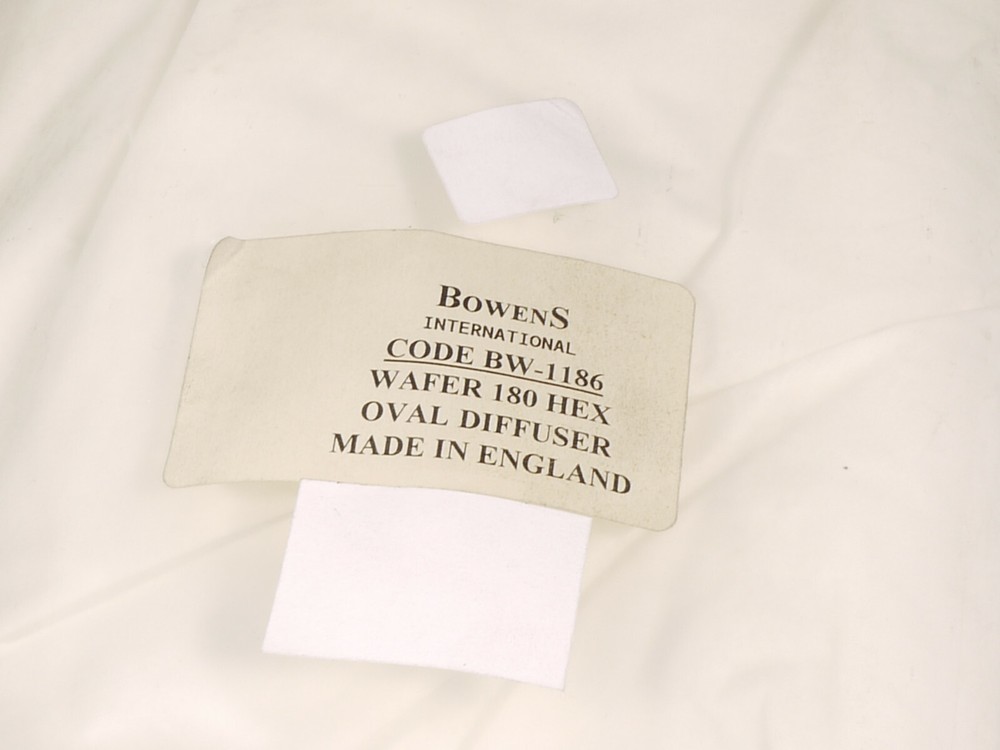 BOWENS
INTERNATIONAL
CODE BW-1186
WAFER 180 HEX
OVAL DIFFUSER
MADE IN ENGLAND